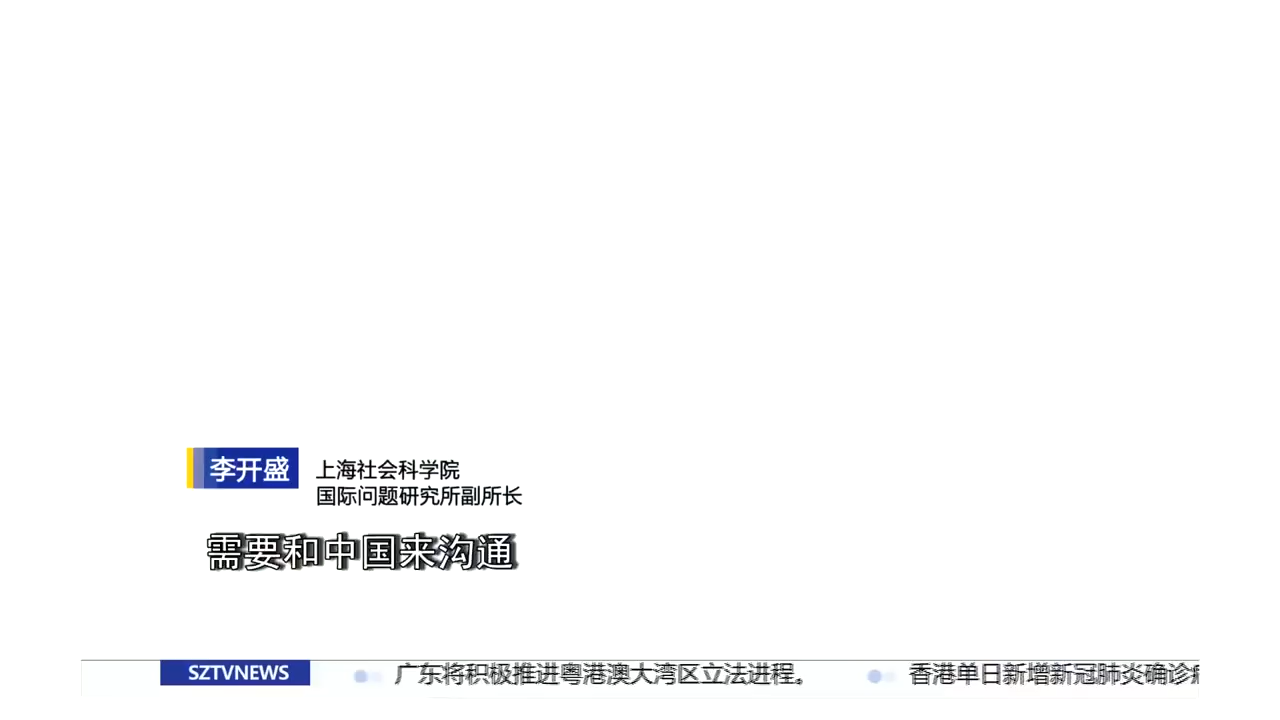 李开盛
上海社会科学院
国际问题研究所副所长
需要和中国来沟通
SZTVNEWS
广东将积极推进粤港澳大湾区立法进程。
香港单日新增新冠肺炎确诊